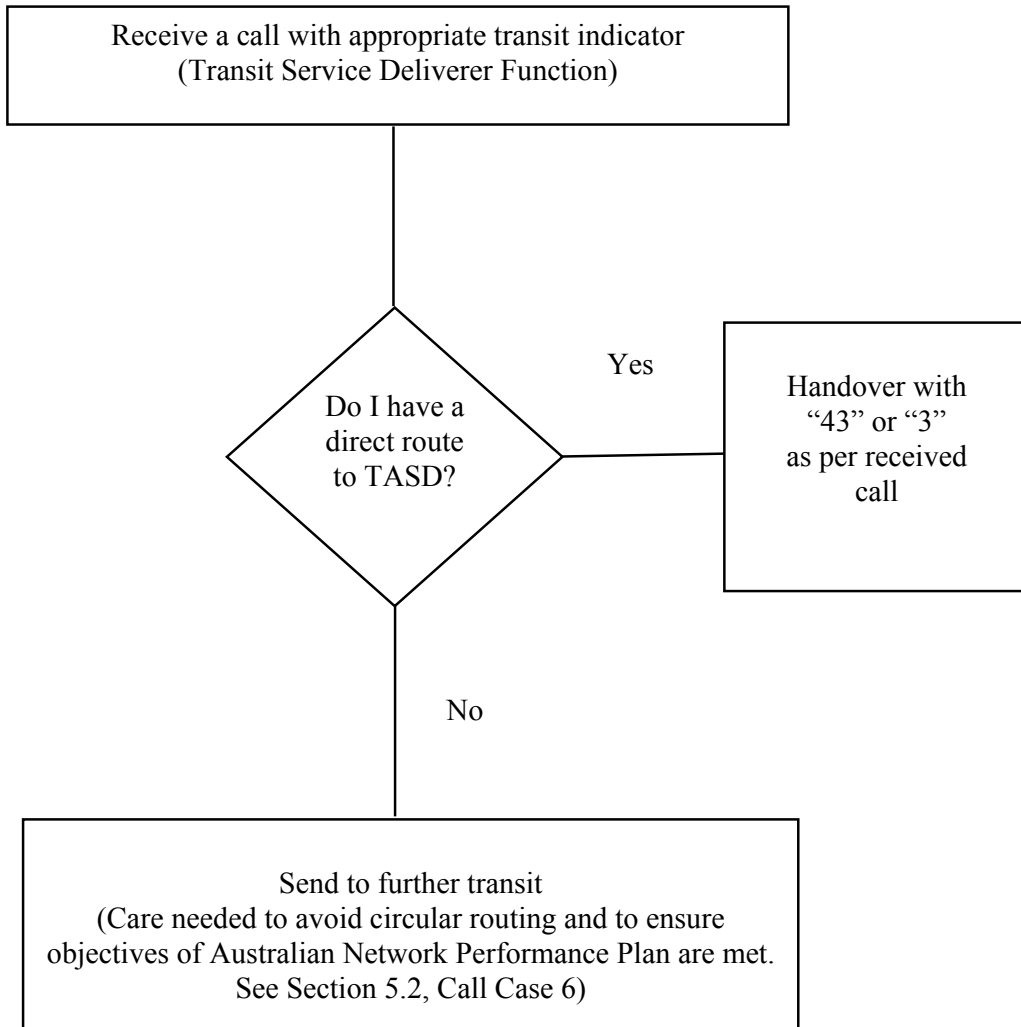 Receive a call with appropriate transit indicator
(Transit Service Deliverer Function)
Do I have a
direct route
to TASD?
Yes
Handover with
“43” or “3”
as per received
call
No
Send to further transit
(Care needed to avoid circular routing and to ensure
objectives of Australian Network Performance Plan are met.
See Section 5.2, Call Case 6)